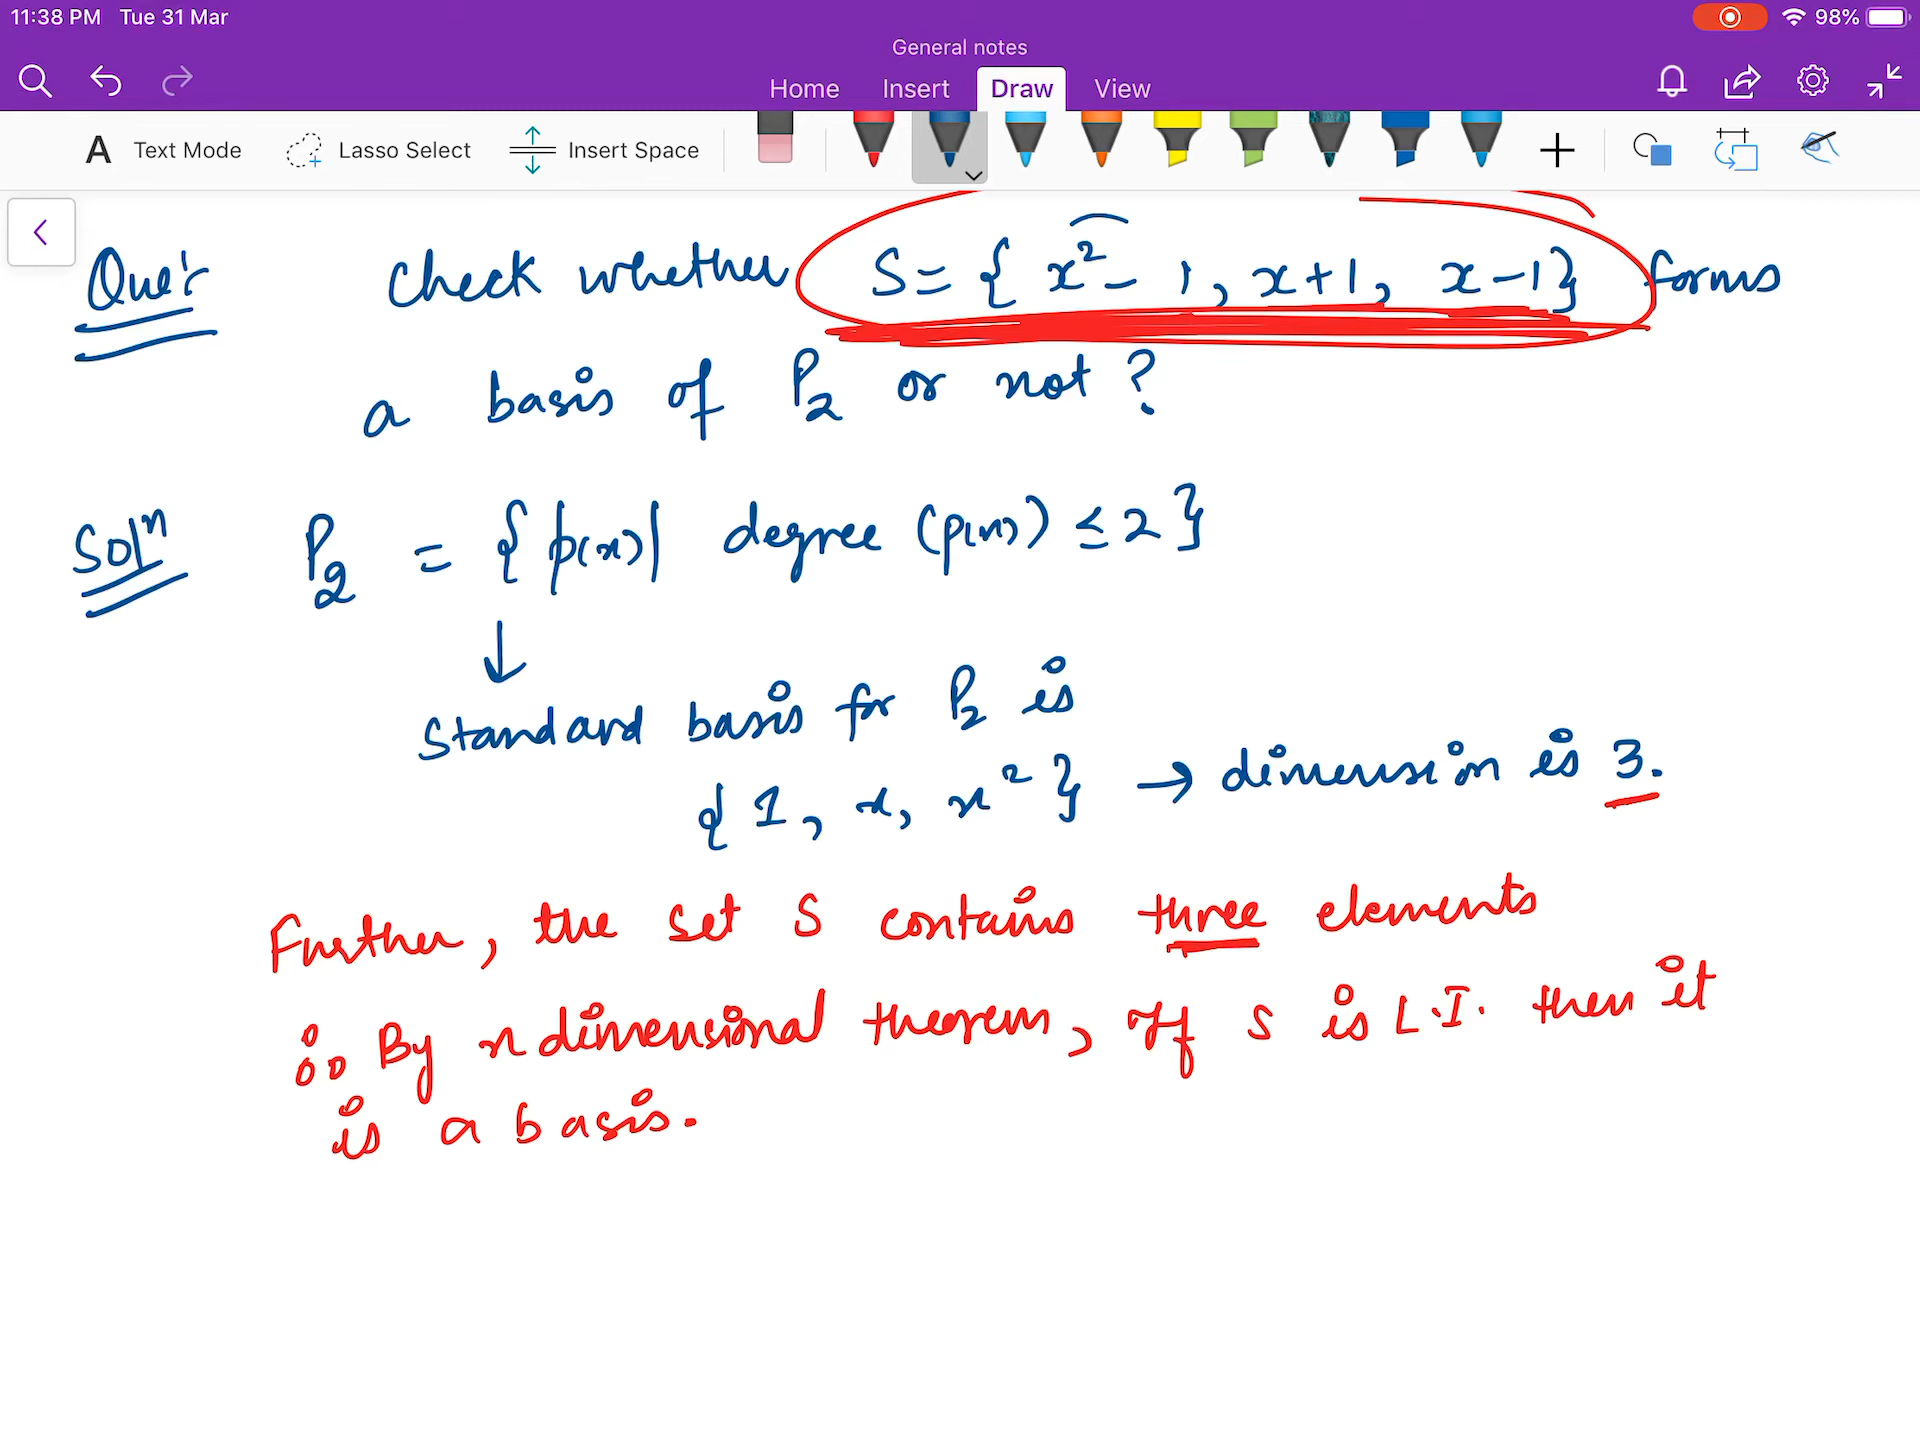 11:38 PM Tue 31 Mar 98%
General notes
Home Insert Draw View
A Text Mode Lasso Select Insert Space
Que: Check whether S = { x² - 1, x+1, x-1} forms
a basis of P₂ or not ?
Solⁿ P₂ = { p(x) | degree (p(x)) ≤ 2 }
↓
Standard basis for P₂ is
{ 1, x, x² } → dimension is 3.
Further, the set S contains three elements
∴ By n dimensional theorem, If S is L.I. then it
is a basis.